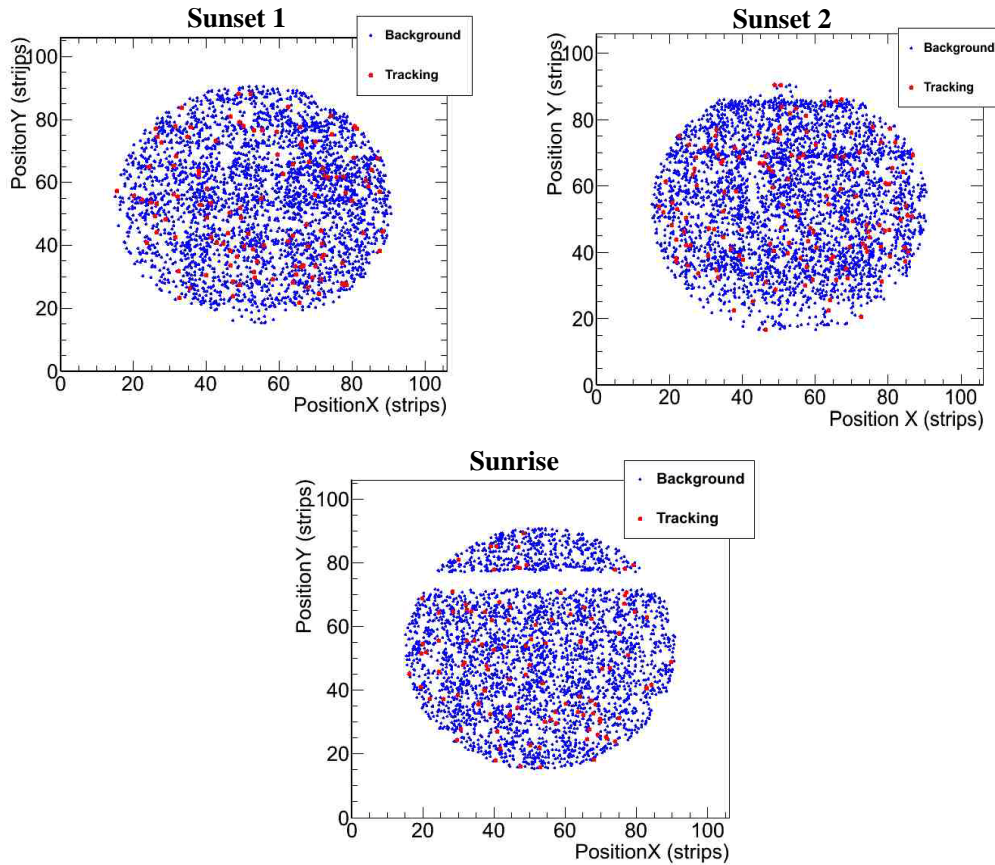 Sunset 1
PositionY (strips)
100
80
60
40
20
0
0 20 40 60 80 100
PositionX (strips)
Background
Tracking
Sunset 2
Position Y (strips)
100
80
60
40
20
0
0 20 40 60 80 100
Position X (strips)
Background
Tracking
Sunrise
PositionY (strips)
100
80
60
40
20
0
0 20 40 60 80 100
PositionX (strips)
Background
Tracking